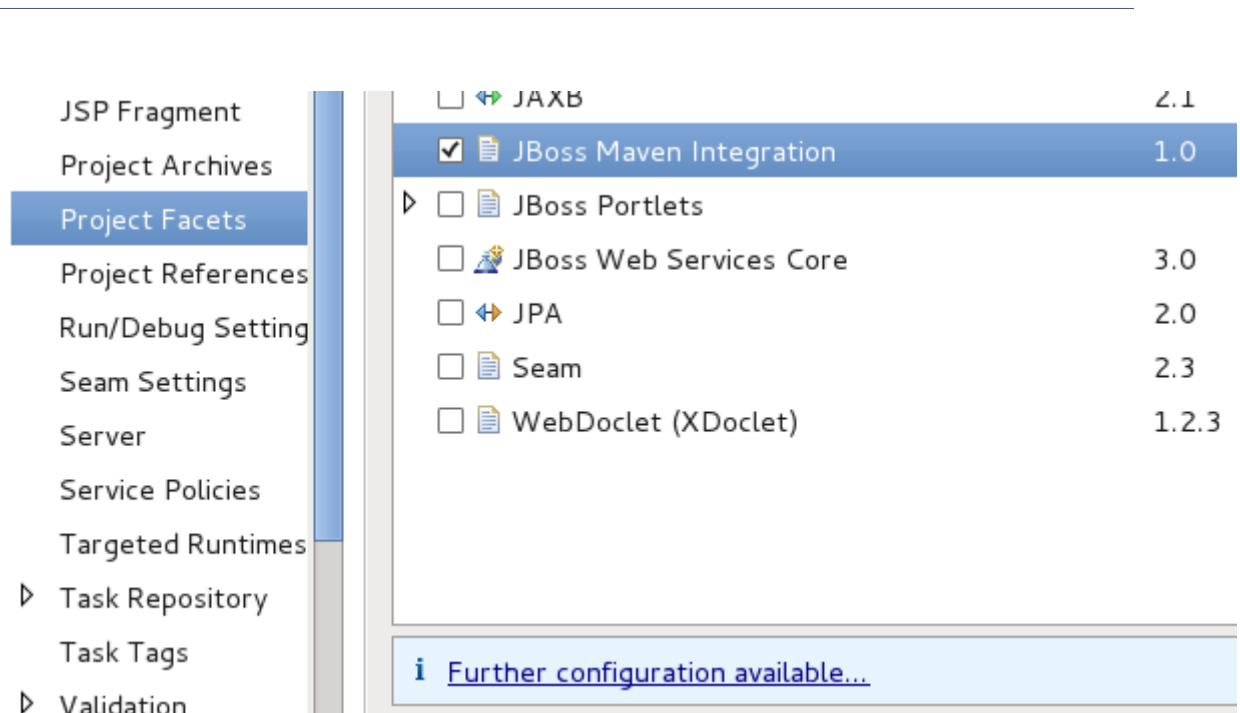 JSP Fragment
Project Archives
Project Facets
Project References
Run/Debug Setting
Seam Settings
Server
Service Policies
Targeted Runtimes
Task Repository
Task Tags
Validation
JAXB 2.1
JBoss Maven Integration 1.0
JBoss Portlets
JBoss Web Services Core 3.0
JPA 2.0
Seam 2.3
WebDoclet (XDoclet) 1.2.3
i Further configuration available...